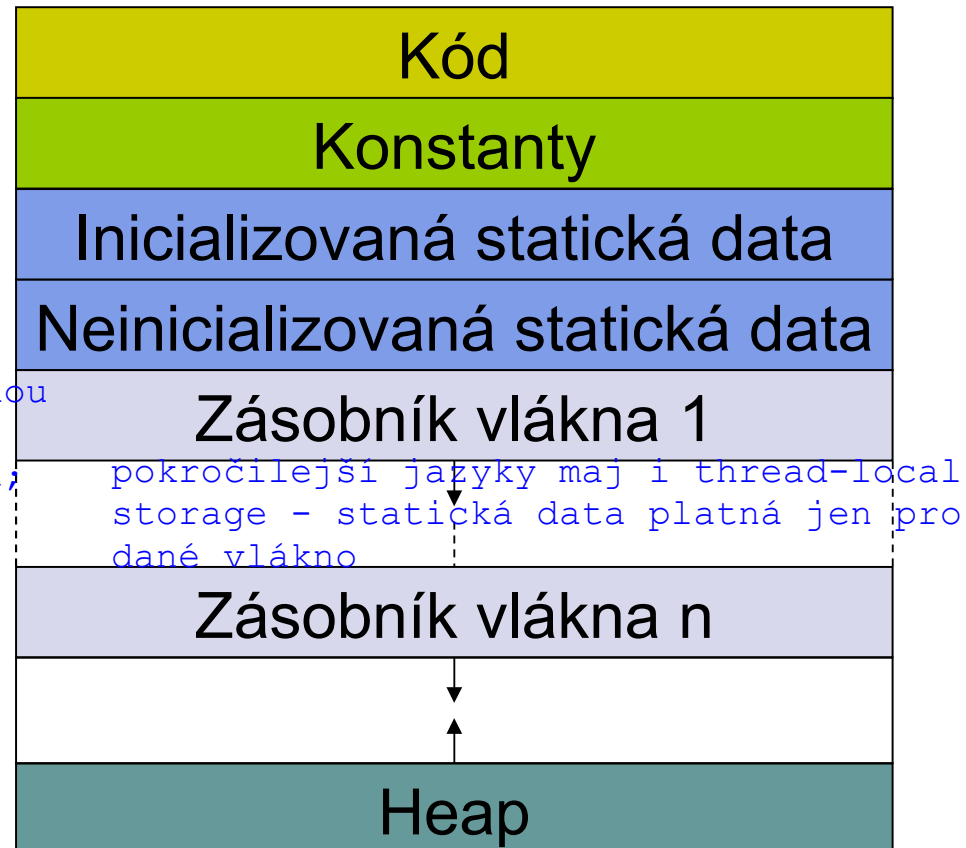 Kód
Konstanty
Inicializovaná statická data
Neinicializovaná statická data
Zásobník vlákna 1
pokročilejší jazyky maj i thread-local
storage - statická data platná jen pro
dané vlákno
Zásobník vlákna n
Heap